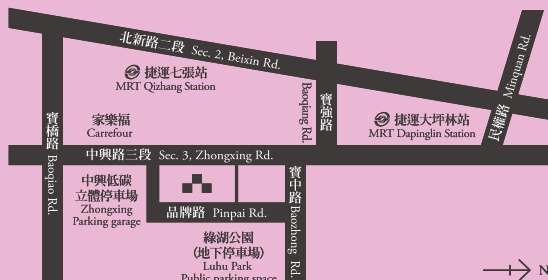 北新路二段 Sec. 2, Beixin Rd.
捷運七張站
MRT Qizhang Station
民權路 Minquan Rd.
寶橋路 Baoqiao Rd.
家樂福
Carrefour
寶強路
Baoqiang Rd.
捷運大坪林站
MRT Dapinglin Station
中興路三段 Sec. 3, Zhongxing Rd.
中興低碳
立體停車場
Zhongxing
Parking garage
品牌路 Pinpai Rd.
寶中路 Baozhong Rd.
綠湖公園
(地下停車場)
Luhu Park
Public parking space
N